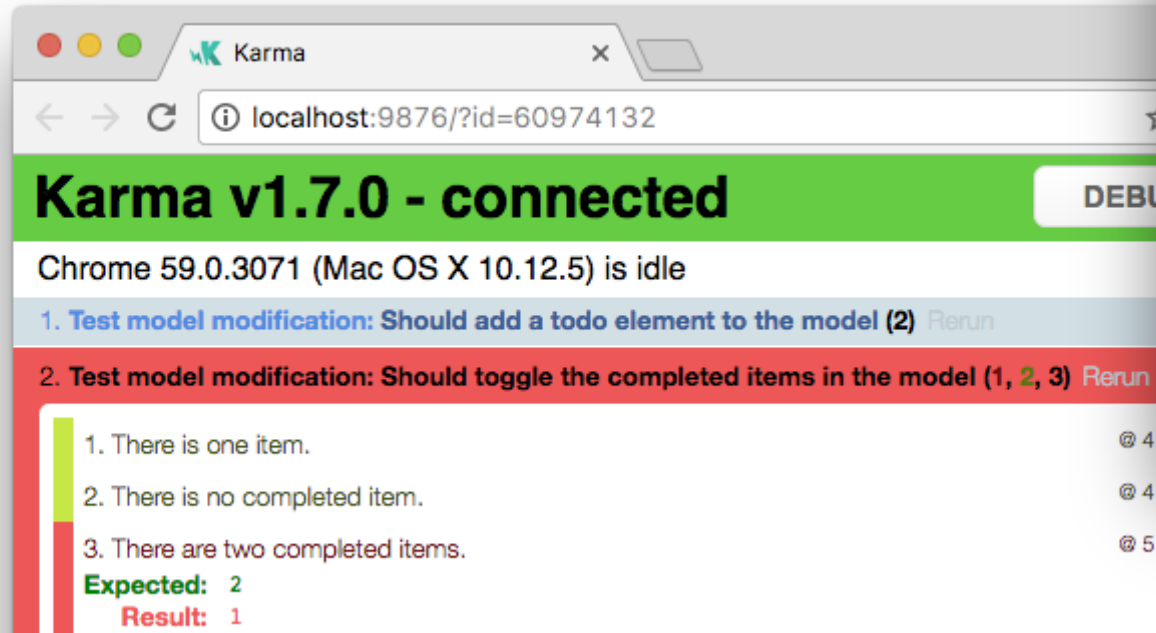 Karma
localhost:9876/?id=60974132
Karma v1.7.0 - connected
Chrome 59.0.3071 (Mac OS X 10.12.5) is idle
1. Test model modification: Should add a todo element to the model (2) Rerun
2. Test model modification: Should toggle the completed items in the model (1, 2, 3) Rerun
1. There is one item. @ 4
2. There is no completed item. @ 4
3. There are two completed items. @ 5
Expected: 2
Result: 1